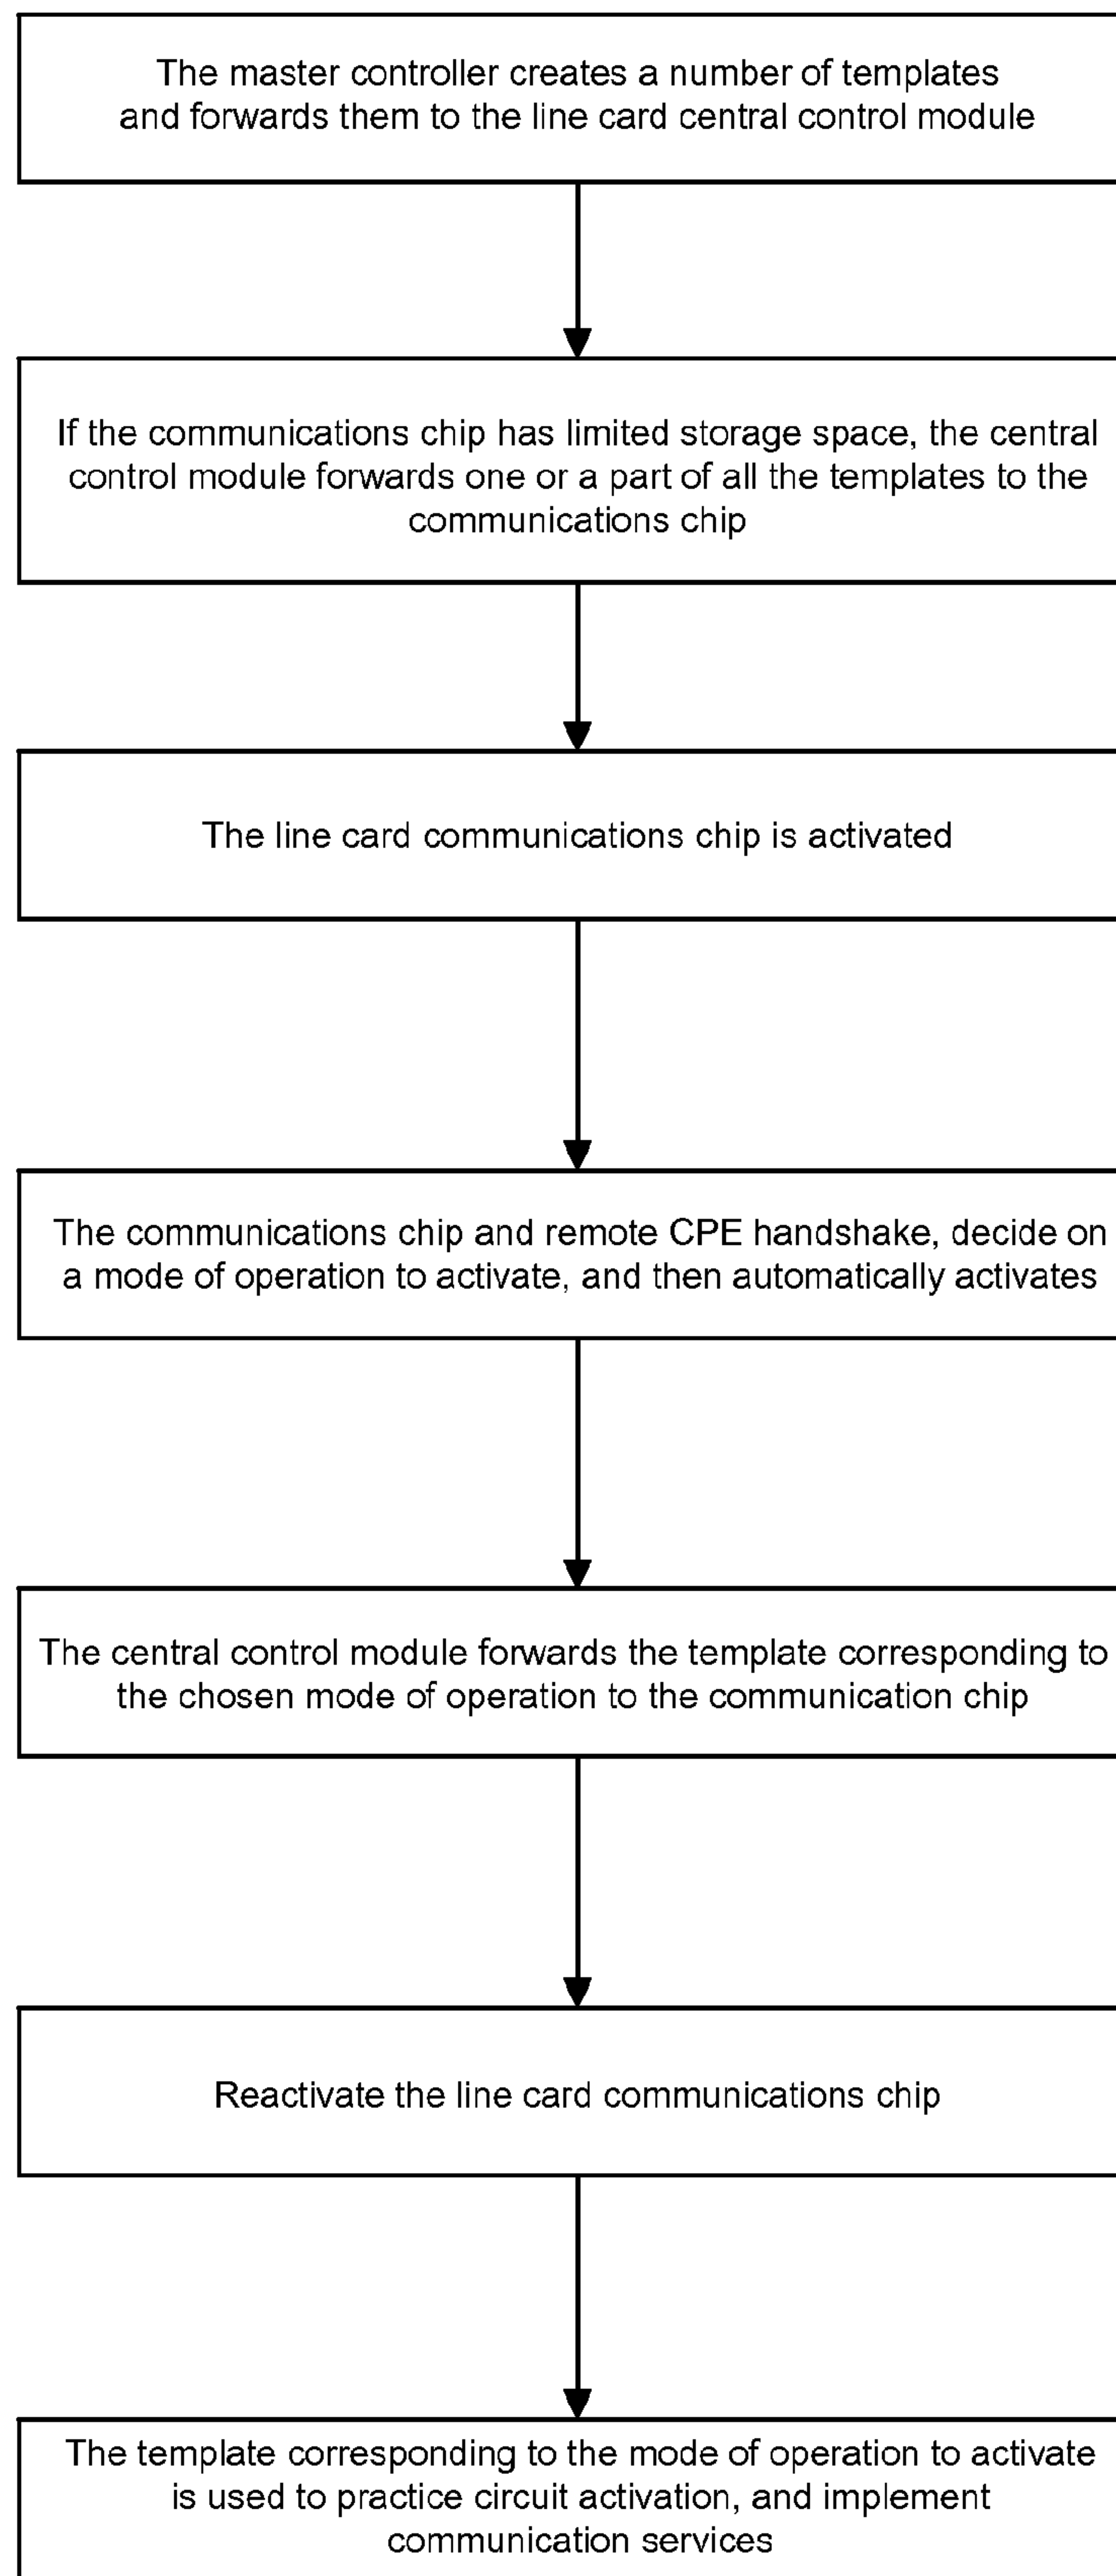 The master controller creates a number of templates
and forwards them to the line card central control module
If the communications chip has limited storage space, the central
control module forwards one or a part of all the templates to the
communications chip
The line card communications chip is activated
The communications chip and remote CPE handshake, decide on
a mode of operation to activate, and then automatically activates
The central control module forwards the template corresponding to
the chosen mode of operation to the communication chip
Reactivate the line card communications chip
The template corresponding to the mode of operation to activate
is used to practice circuit activation, and implement
communication services